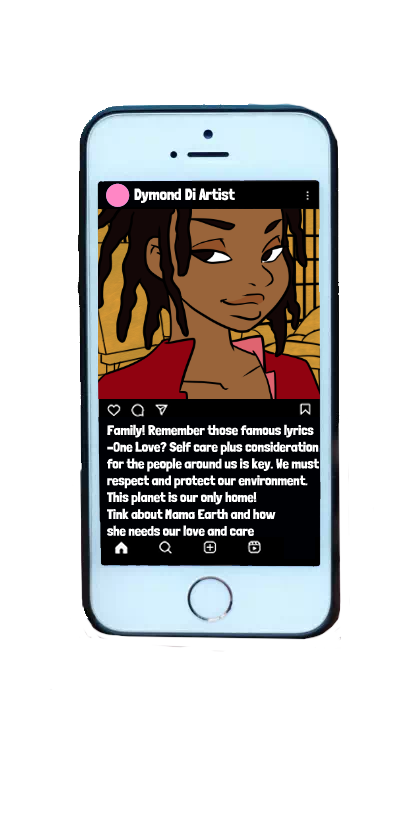 Dymond Di Artist
Family! Remember those famous lyrics
-One Love? Self care plus consideration
for the people around us is key. We must
respect and protect our environment.
This planet is our only home!
Tink about Mama Earth and how
she needs our love and care